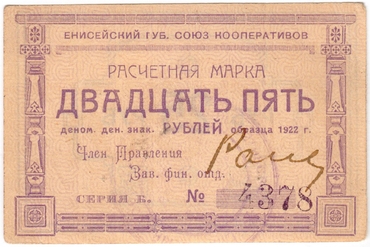 ЕНИСЕЙСКИЙ ГУБ. СОЮЗ КООПЕРАТИВОВ
РАСЧЕТНАЯ МАРКА
ДВАДЦАТЬ ПЯТЬ
деном. ден. знак. РУБЛЕЙ образца 1922 г.
Член Правления
Зав. фин. отд.
СЕРИЯ Б. № 4378